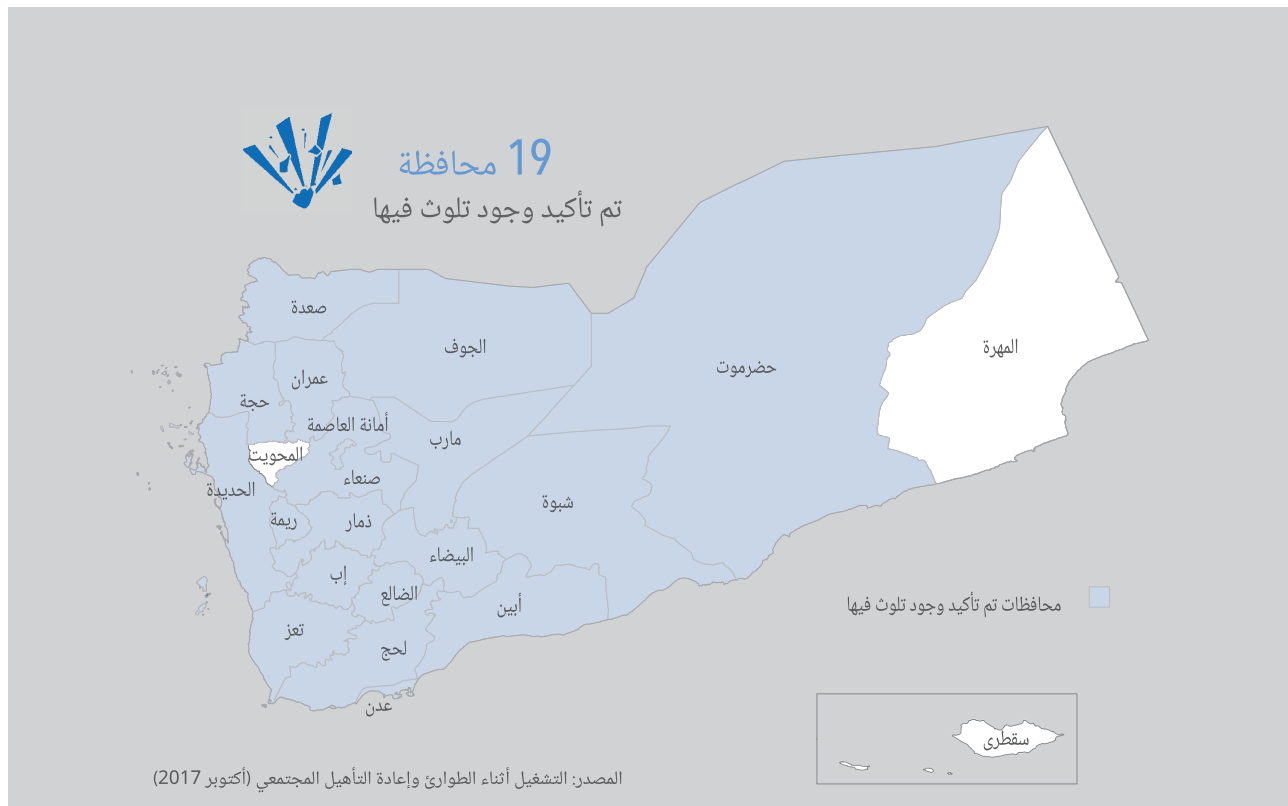 19 محافظة
تم تأكيد وجود تلوث فيها
صعدة
الجوف
المهرة
حضرموت
عمران
حجة
أمانة العاصمة
مارب
المحويت
صنعاء
الحديدة
شبوة
ريمة
ذمار
البيضاء
إب
الضالع
أبين
محافظات تم تأكيد وجود تلوث فيها
تعز
لحج
عدن
سقطرى
المصدر: التشغيل أثناء الطوارئ وإعادة التأهيل المجتمعي (أكتوبر 2017)